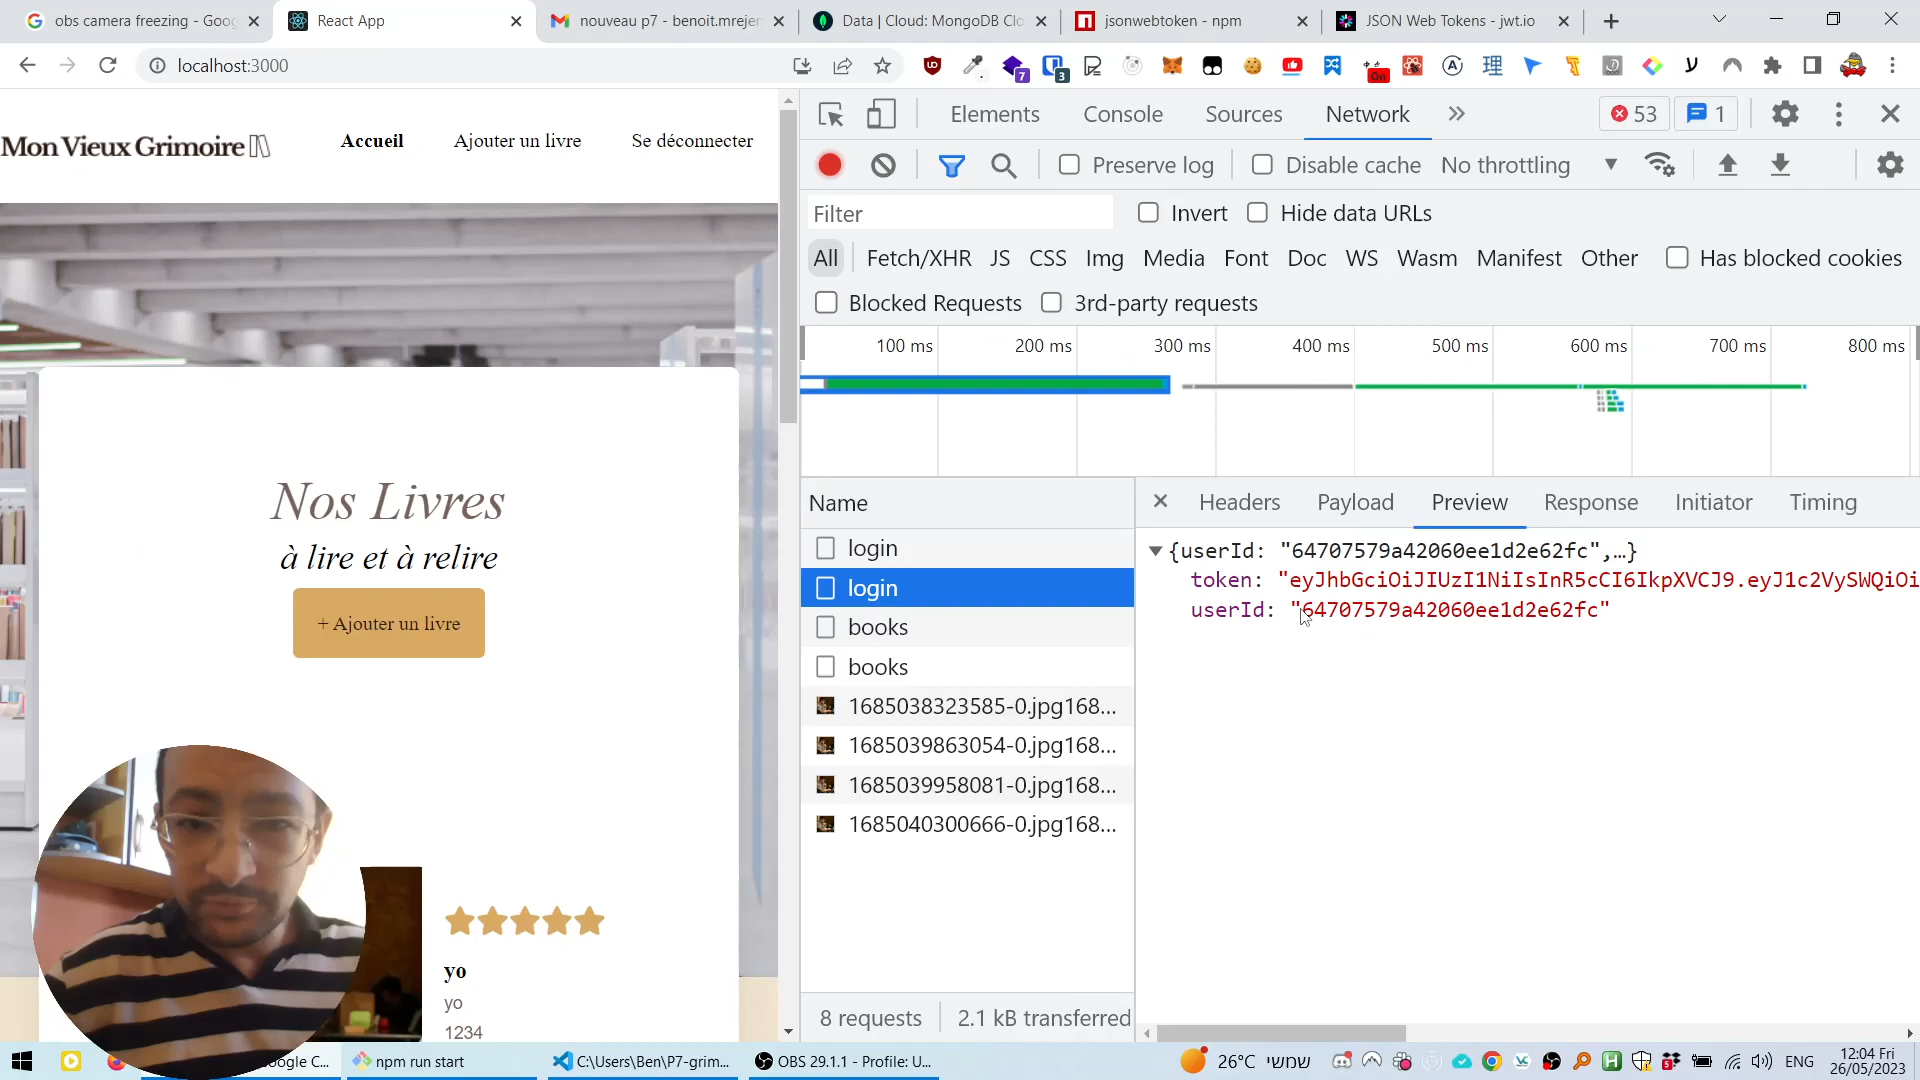 obs camera freezing - Goog
React App
nouveau p7 - benoit.mrejen
Data | Cloud: MongoDB Clo
jsonwebtoken - npm
JSON Web Tokens - jwt.io
localhost:3000
7
3
On
Mon Vieux Grimoire
Accueil
Ajouter un livre
Se déconnecter
Nos Livres
à lire et à relire
+ Ajouter un livre
yo
yo
1234
Elements
Console
Sources
Network
53
1
Preserve log
Disable cache
No throttling
Filter
Invert
Hide data URLs
All
Fetch/XHR
JS
CSS
Img
Media
Font
Doc
WS
Wasm
Manifest
Other
Has blocked cookies
Blocked Requests
3rd-party requests
100 ms
200 ms
300 ms
400 ms
500 ms
600 ms
700 ms
800 ms
Name
login
login
books
books
1685038323585-0.jpg168...
1685039863054-0.jpg168...
1685039958081-0.jpg168...
1685040300666-0.jpg168...
8 requests
2.1 kB transferred
Headers
Payload
Preview
Response
Initiator
Timing
{userId: "64707579a42060ee1d2e62fc",…}
token: "eyJhbGciOiJIUzI1NiIsInR5cCI6IkpXVCJ9.eyJ1c2VySWQiOi
userId: "64707579a42060ee1d2e62fc"
oogle C...
npm run start
C:\Users\Ben\P7-grim...
OBS 29.1.1 - Profile: U...
26°C
שמשי
ENG
12:04 Fri
26/05/2023